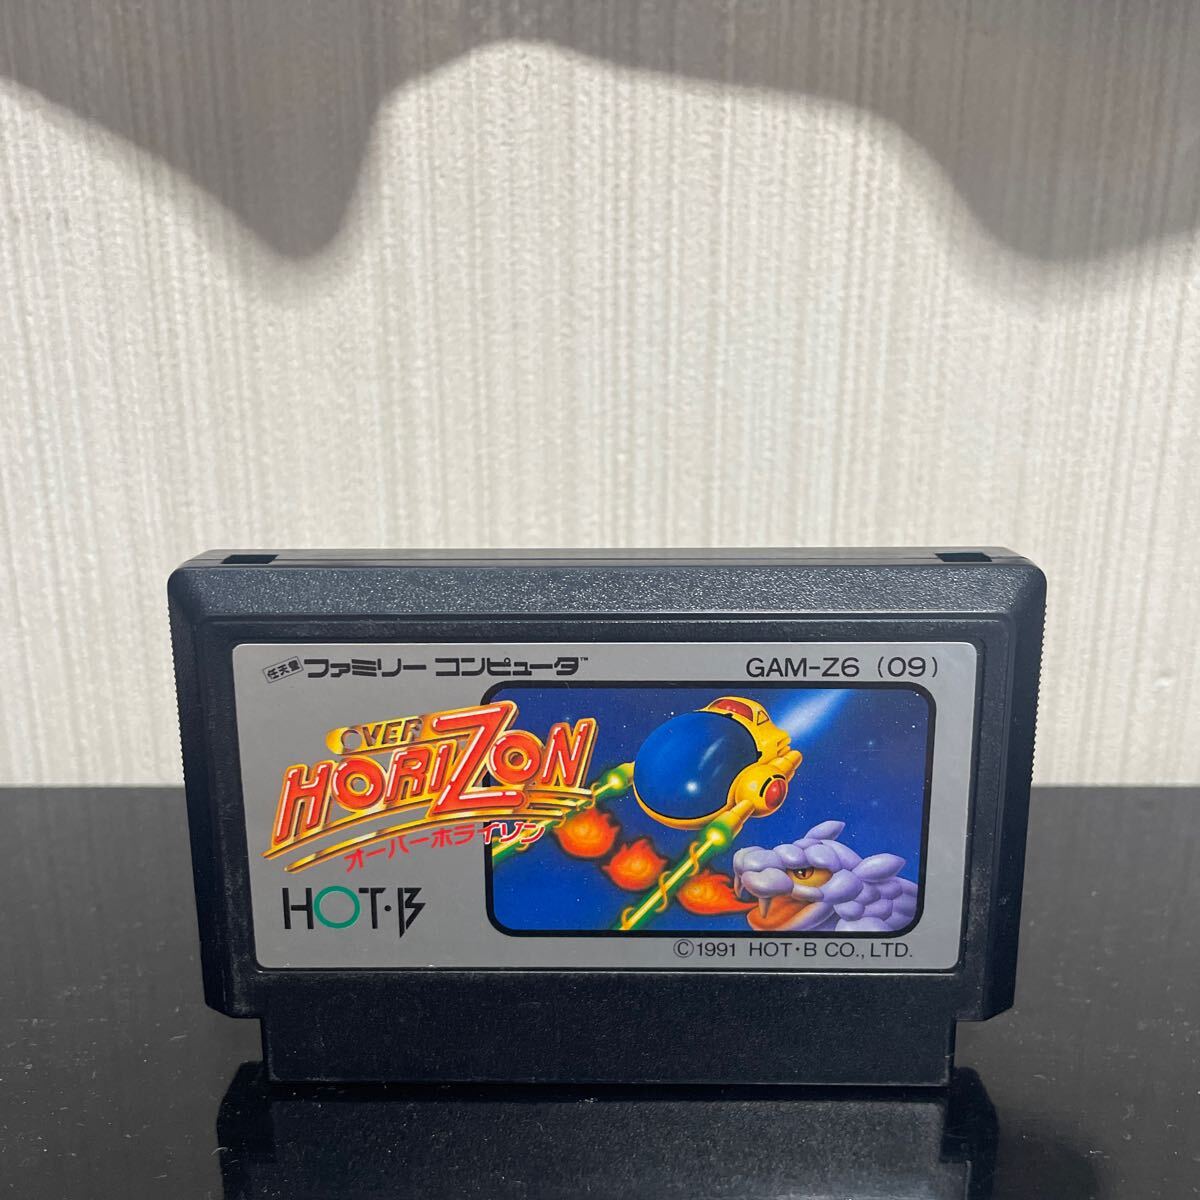 任天堂 ファミリー コンピュータ™
GAM-Z6 (09)
OVER
HORIZON
オーバーホライゾン
HOT・B
©1991 HOT・B CO., LTD.